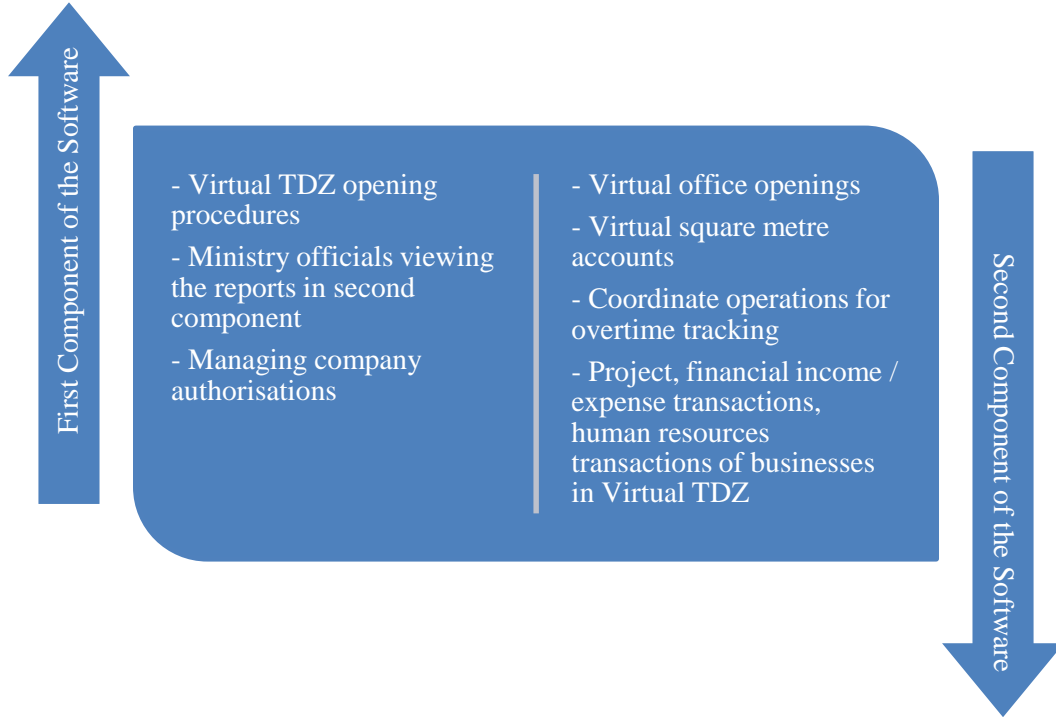 First Component of the Software
- Virtual TDZ opening
procedures
- Ministry officials viewing
the reports in second
component
- Managing company
authorisations
- Virtual office openings
- Virtual square metre
accounts
- Coordinate operations for
overtime tracking
- Project, financial income /
expense transactions,
human resources
transactions of businesses
in Virtual TDZ
Second Component of the Software